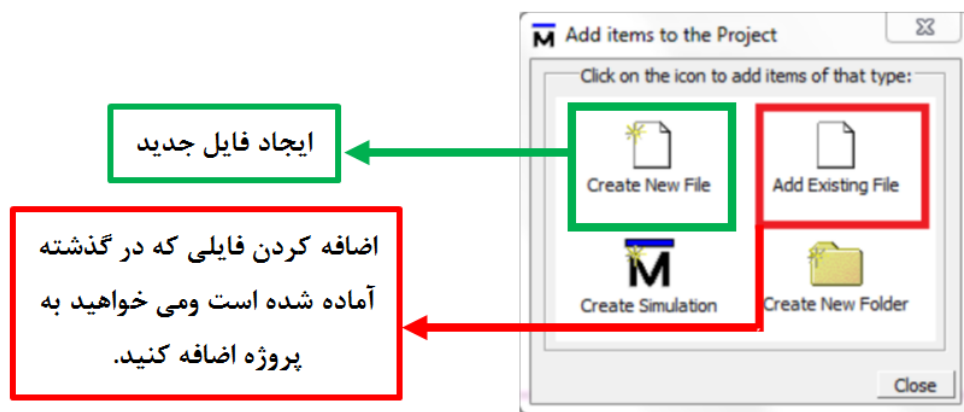 Add items to the Project
Click on the icon to add items of that type:
ایجاد فایل جدید
Create New File
Add Existing File
اضافه کردن فایلی که در گذشته
آماده شده است ومی خواهید به
پروژه اضافه کنید.
Create Simulation
Create New Folder
Close